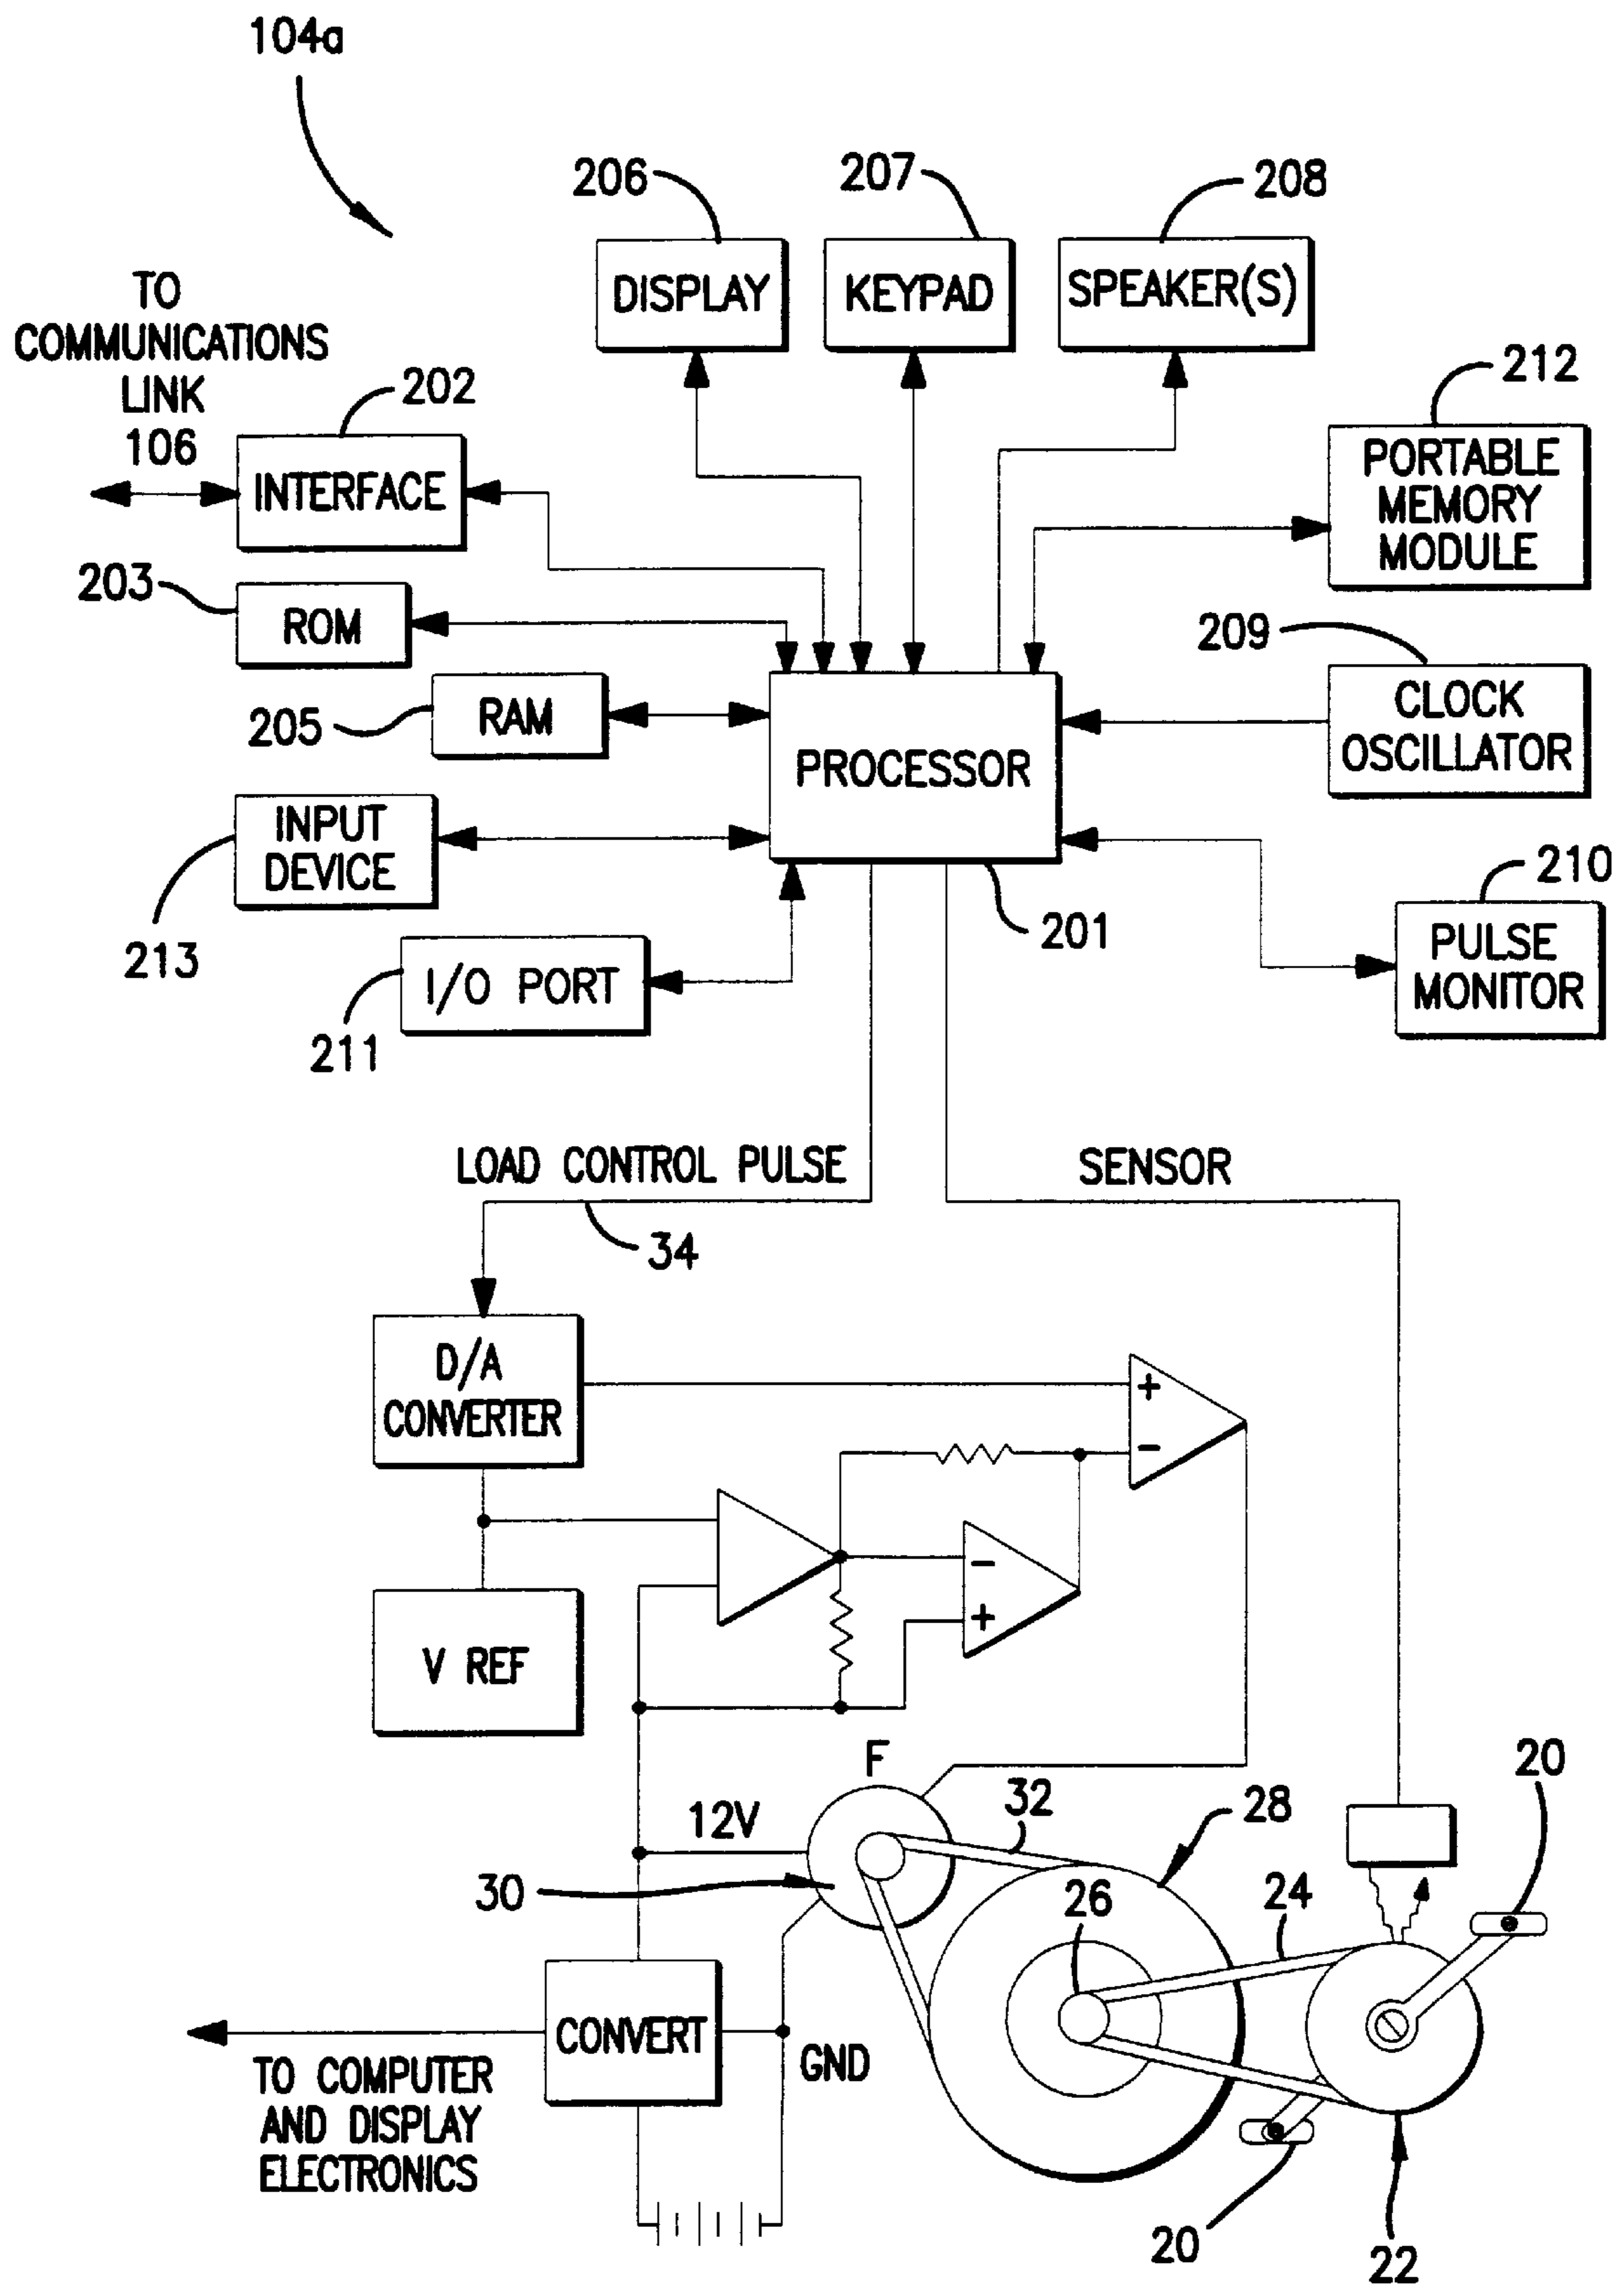 104a
206
207
208
DISPLAY
KEYPAD
SPEAKER(S)
TO
COMMUNICATIONS
LINK
106
202
INTERFACE
212
PORTABLE
MEMORY
MODULE
203
ROM
209
CLOCK
OSCILLATOR
205
RAM
PROCESSOR
INPUT
DEVICE
213
201
210
PULSE
MONITOR
I/O PORT
211
LOAD CONTROL PULSE
SENSOR
34
D/A
CONVERTER
+
−
−
+
V REF
F
12V
32
28
20
30
26
24
CONVERT
GND
TO COMPUTER
AND DISPLAY
ELECTRONICS
20
22